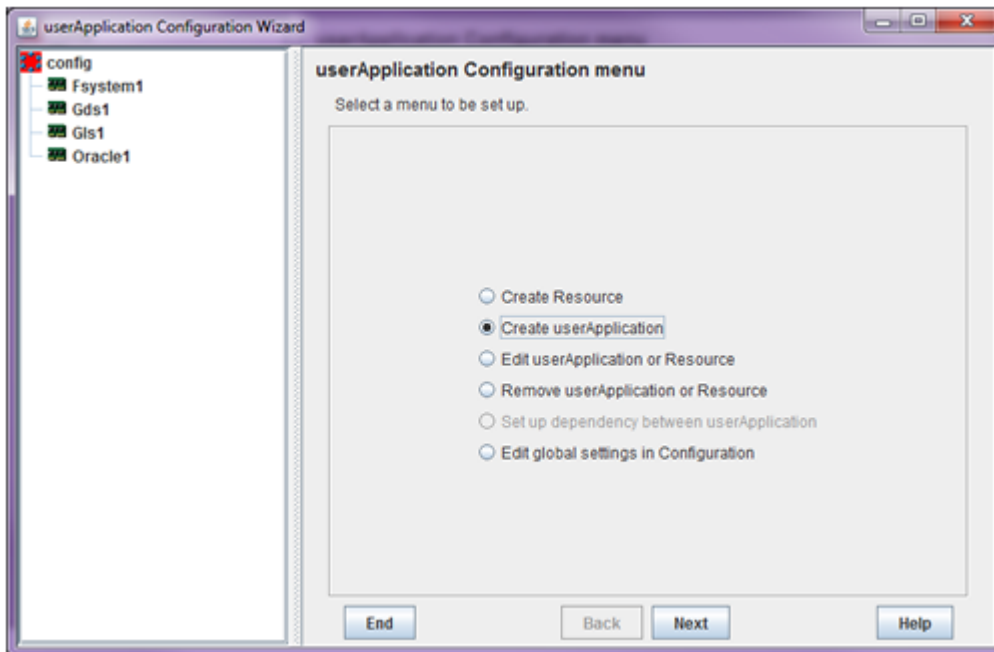 userApplication Configuration Wizard
config
Fsystem1
Gds1
Gls1
Oracle1
userApplication Configuration menu
Select a menu to be set up.
Create Resource
Create userApplication
Edit userApplication or Resource
Remove userApplication or Resource
Set up dependency between userApplication
Edit global settings in Configuration
End
Back
Next
Help